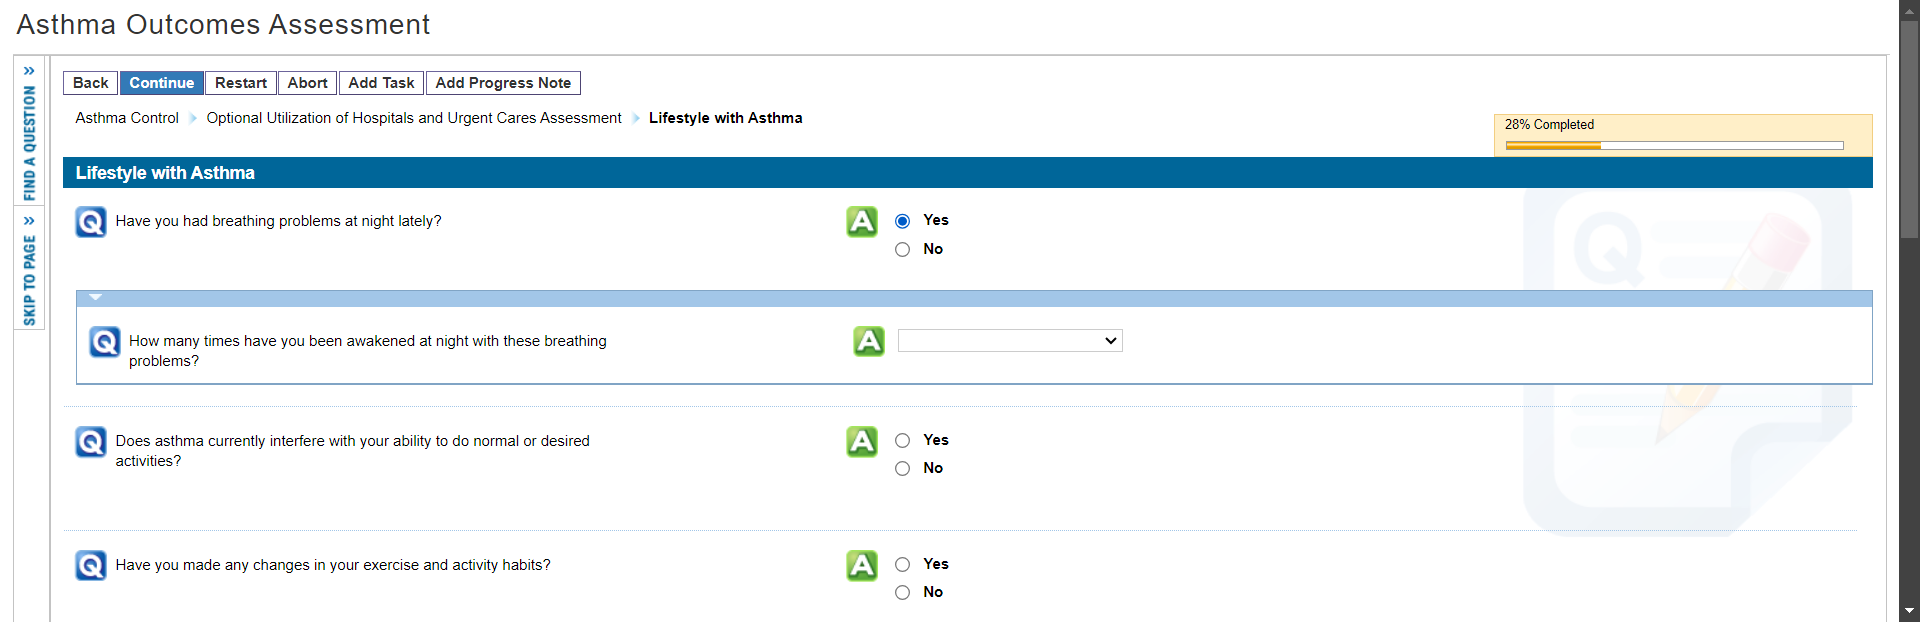 Asthma Outcomes Assessment
» FIND A QUESTION
» SKIP TO PAGE
Back Continue Restart Abort Add Task Add Progress Note
Asthma Control Optional Utilization of Hospitals and Urgent Cares Assessment Lifestyle with Asthma
28% Completed
Lifestyle with Asthma
Q Have you had breathing problems at night lately? A Yes
No
Q How many times have you been awakened at night with these breathing A
problems?
Q Does asthma currently interfere with your ability to do normal or desired A Yes
activities? No
Q Have you made any changes in your exercise and activity habits? A Yes
No